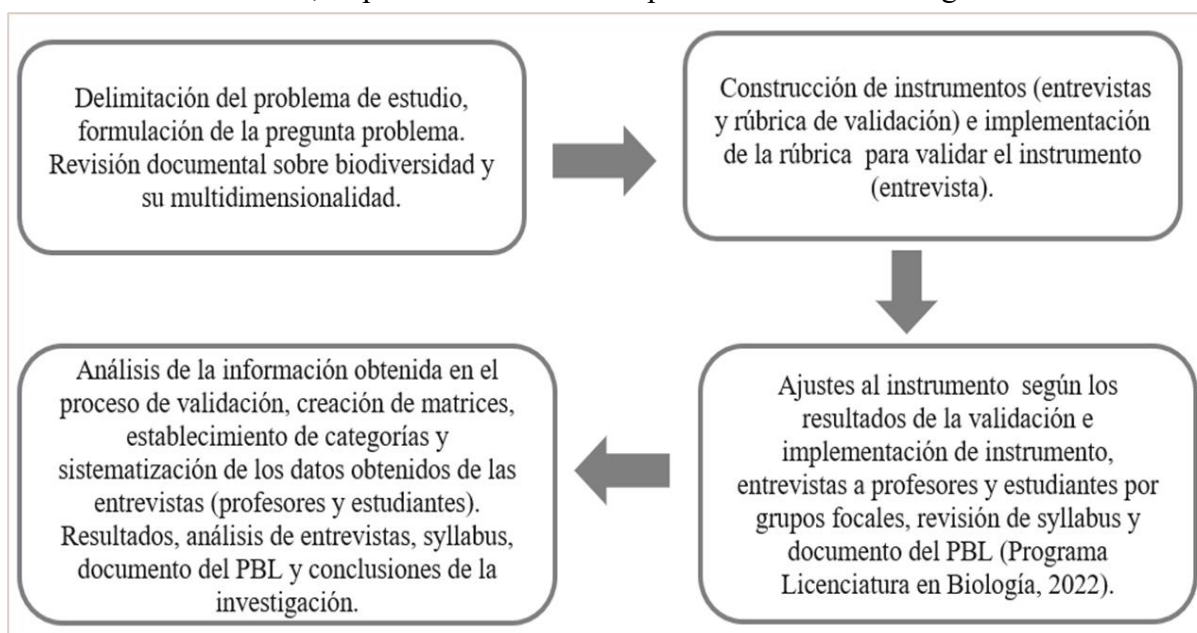 Delimitación del problema de estudio,
formulación de la pregunta problema.
Revisión documental sobre biodiversidad y
su multidimensionalidad.
Construcción de instrumentos (entrevistas
y rúbrica de validación) e implementación
de la rúbrica para validar el instrumento
(entrevista).
Ajustes al instrumento según los
resultados de la validación e
implementación de instrumento,
entrevistas a profesores y estudiantes por
grupos focales, revisión de syllabus y
documento del PBL (Programa
Licenciatura en Biología, 2022).
Análisis de la información obtenida en el
proceso de validación, creación de matrices,
establecimiento de categorías y
sistematización de los datos obtenidos de las
entrevistas (profesores y estudiantes).
Resultados, análisis de entrevistas, syllabus,
documento del PBL y conclusiones de la
investigación.